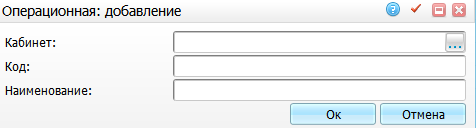 Операционная: добавление
Кабинет:
...
Код:
Наименование:
Ок Отмена